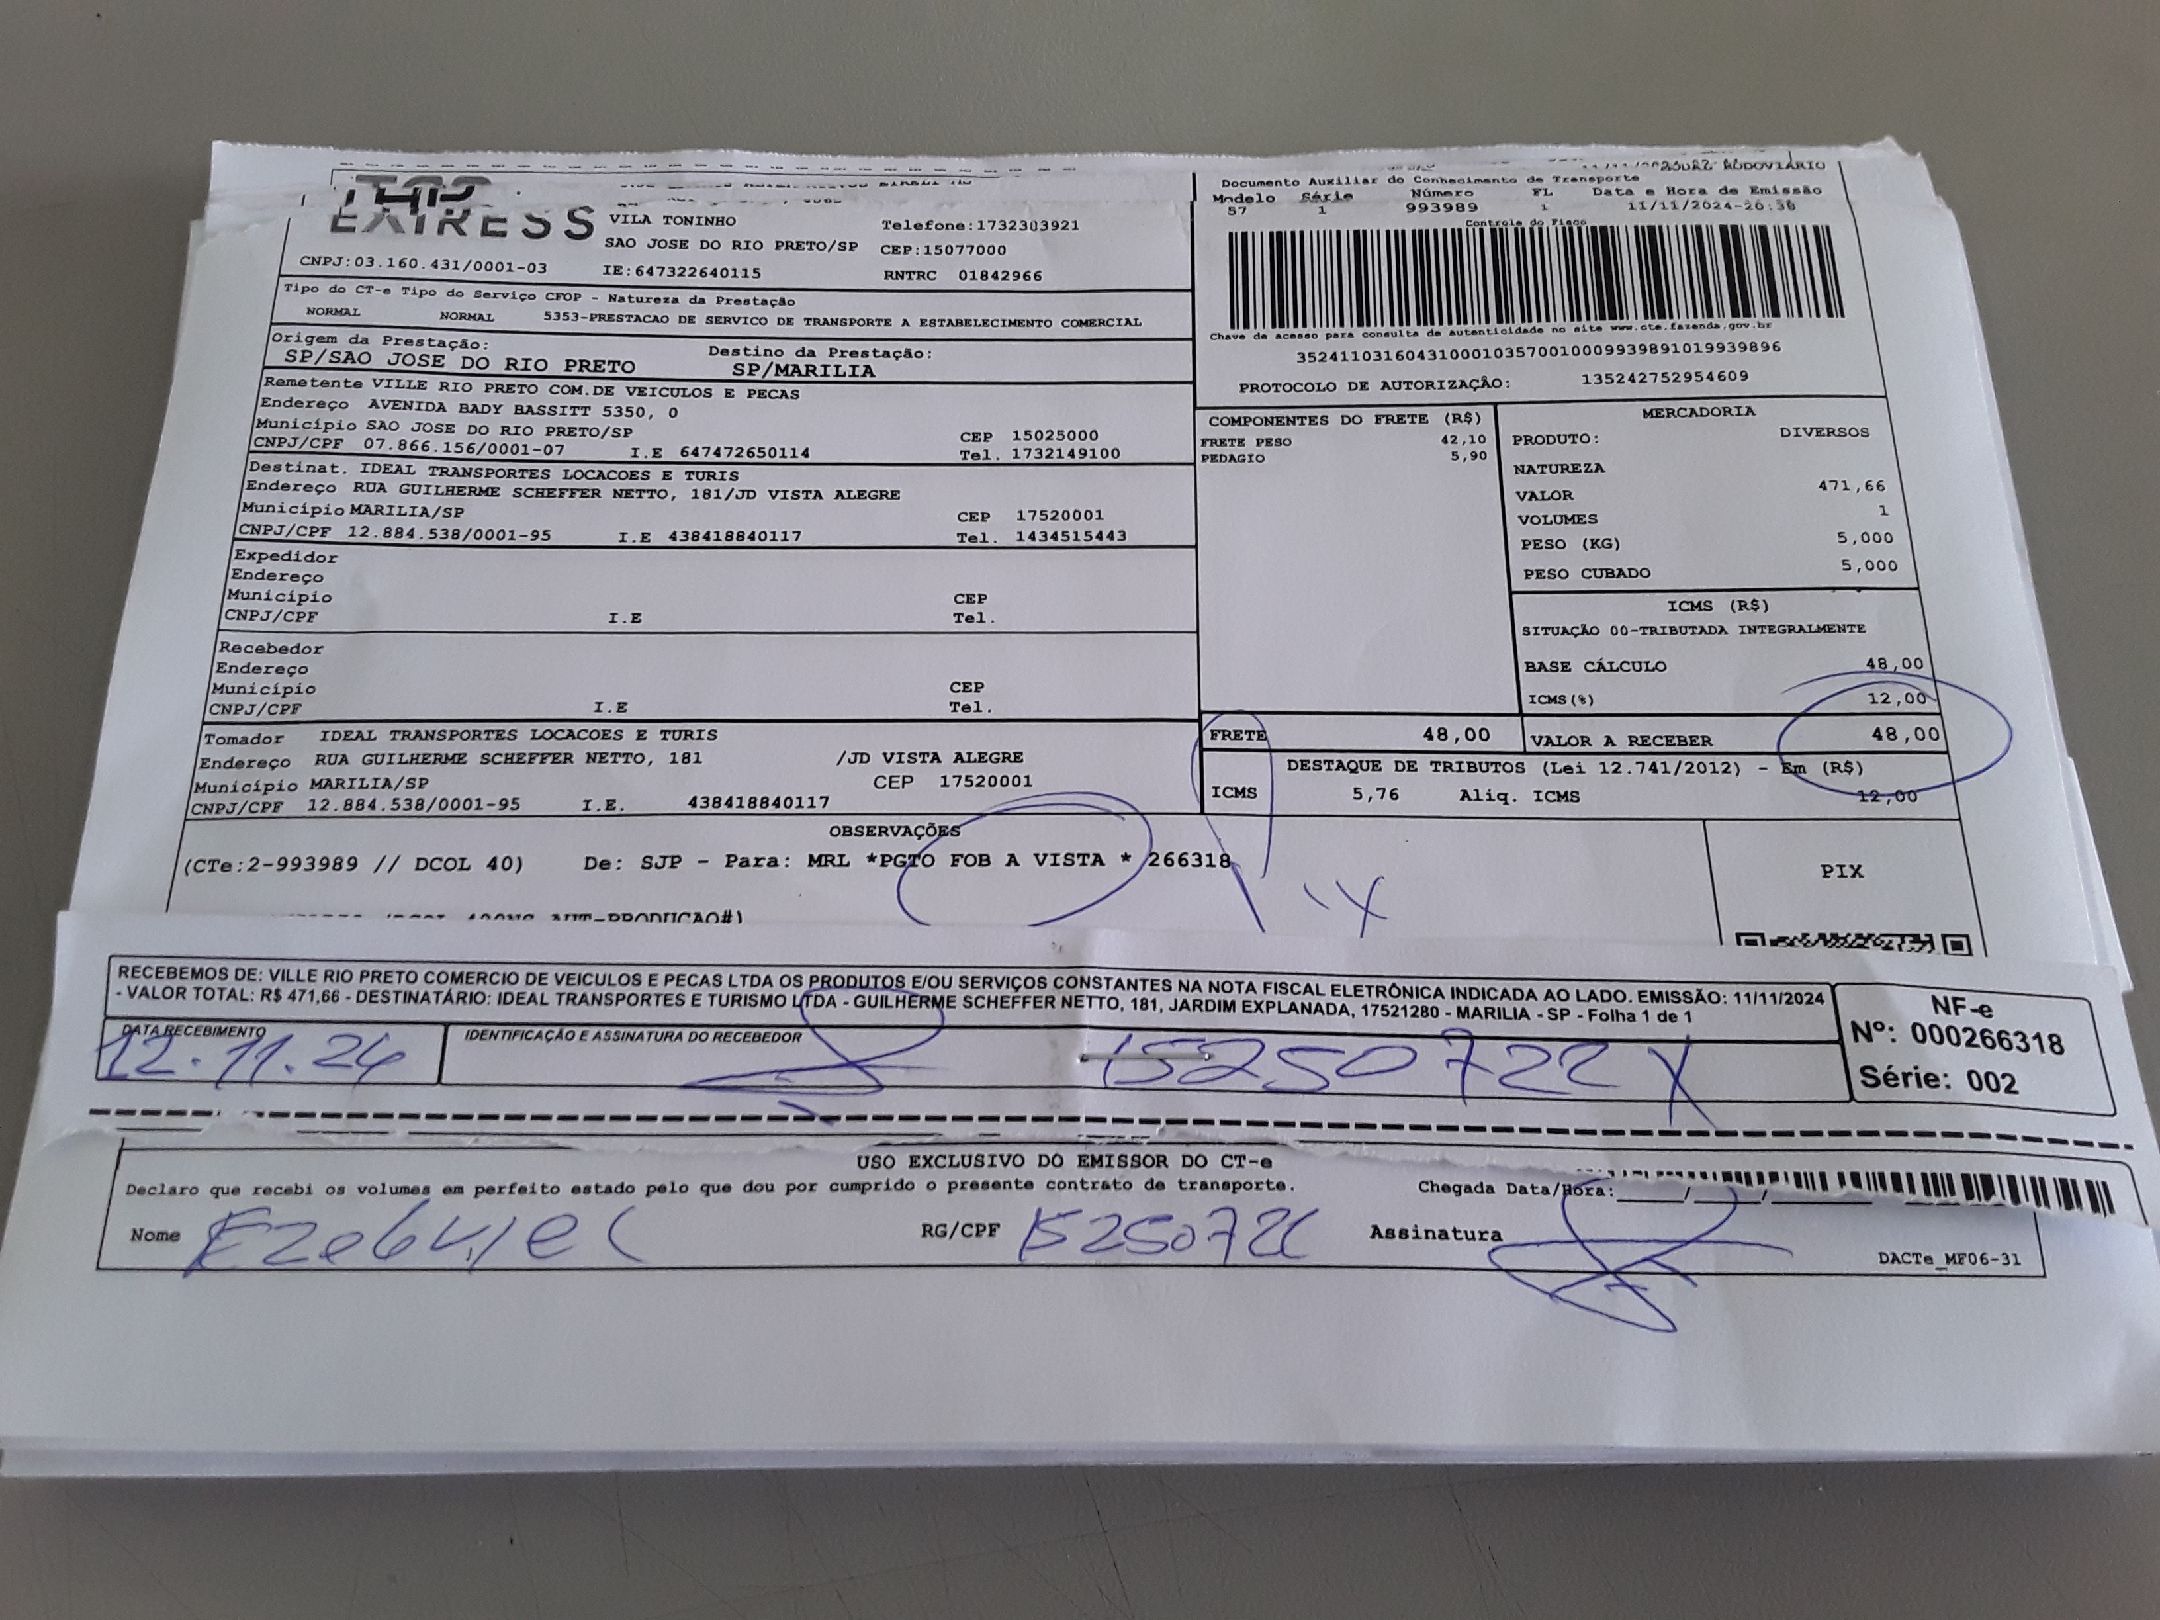 EXPRESS
VILA TONINHO
SAO JOSE DO RIO PRETO/SP
Telefone:1732303921
CEP:15077000
CNPJ:03.160.431/0001-03 IE:647322640115 RNTRC 01842966
RODOVIÁRIO
Documento Auxiliar do Conhecimento de Transporte
Modelo Série Número FL Data e Hora de Emissão
57 1 993989 1 11/11/2024-20:38
Controle do Fisco
Chave de acesso para consulta de autenticidade no site www.cte.fazenda.gov.br
35241103160431000103570010009939891019939896
PROTOCOLO DE AUTORIZAÇÃO: 135242752954609
Tipo do CT-e Tipo do Serviço CFOP - Natureza da Prestação
NORMAL NORMAL 5353-PRESTACAO DE SERVICO DE TRANSPORTE A ESTABELECIMENTO COMERCIAL
Origem da Prestação: Destino da Prestação:
SP/SAO JOSE DO RIO PRETO SP/MARILIA
Remetente VILLE RIO PRETO COM.DE VEICULOS E PECAS
Endereço AVENIDA BADY BASSITT 5350, 0
Município SAO JOSE DO RIO PRETO/SP CEP 15025000
CNPJ/CPF 07.866.156/0001-07 I.E 647472650114 Tel. 1732149100
Destinat. IDEAL TRANSPORTES LOCACOES E TURIS
Endereço RUA GUILHERME SCHEFFER NETTO, 181/JD VISTA ALEGRE
Município MARILIA/SP CEP 17520001
CNPJ/CPF 12.884.538/0001-95 I.E 438418840117 Tel. 1434515443
Expedidor
Endereço
Município CEP
CNPJ/CPF I.E Tel.
Recebedor
Endereço
Município CEP
CNPJ/CPF I.E Tel.
Tomador IDEAL TRANSPORTES LOCACOES E TURIS
Endereço RUA GUILHERME SCHEFFER NETTO, 181 /JD VISTA ALEGRE
Município MARILIA/SP CEP 17520001
CNPJ/CPF 12.884.538/0001-95 I.E. 438418840117
COMPONENTES DO FRETE (R$)
FRETE PESO 42,10
PEDAGIO 5,90
MERCADORIA
PRODUTO: DIVERSOS
NATUREZA
VALOR 471,66
VOLUMES 1
PESO (KG) 5,000
PESO CUBADO 5,000
ICMS (R$)
SITUAÇÃO 00-TRIBUTADA INTEGRALMENTE
BASE CÁLCULO 48,00
ICMS(%) 12,00
FRETE 48,00 VALOR A RECEBER 48,00
DESTAQUE DE TRIBUTOS (Lei 12.741/2012) - Em (R$)
ICMS 5,76 Aliq. ICMS 12,00
OBSERVAÇÕES
(CTe:2-993989 // DCOL 40) De: SJP - Para: MRL *PGTO FOB A VISTA * 266318
PIX
RECEBEMOS DE: VILLE RIO PRETO COMERCIO DE VEICULOS E PECAS LTDA OS PRODUTOS E/OU SERVIÇOS CONSTANTES NA NOTA FISCAL ELETRÔNICA INDICADA AO LADO. EMISSÃO: 11/11/2024
- VALOR TOTAL: R$ 471,66 - DESTINATÁRIO: IDEAL TRANSPORTES E TURISMO LTDA - GUILHERME SCHEFFER NETTO, 181, JARDIM EXPLANADA, 17521280 - MARILIA - SP - Folha 1 de 1
DATA RECEBIMENTO IDENTIFICAÇÃO E ASSINATURA DO RECEBEDOR
12.11.24 15250722 X
NF-e
Nº: 000266318
Série: 002
USO EXCLUSIVO DO EMISSOR DO CT-e
Declaro que recebi os volumes em perfeito estado pelo que dou por cumprido o presente contrato de transporte. Chegada Data/Hora:____/____/____
Nome RG/CPF Assinatura
DACTe_MF06-31